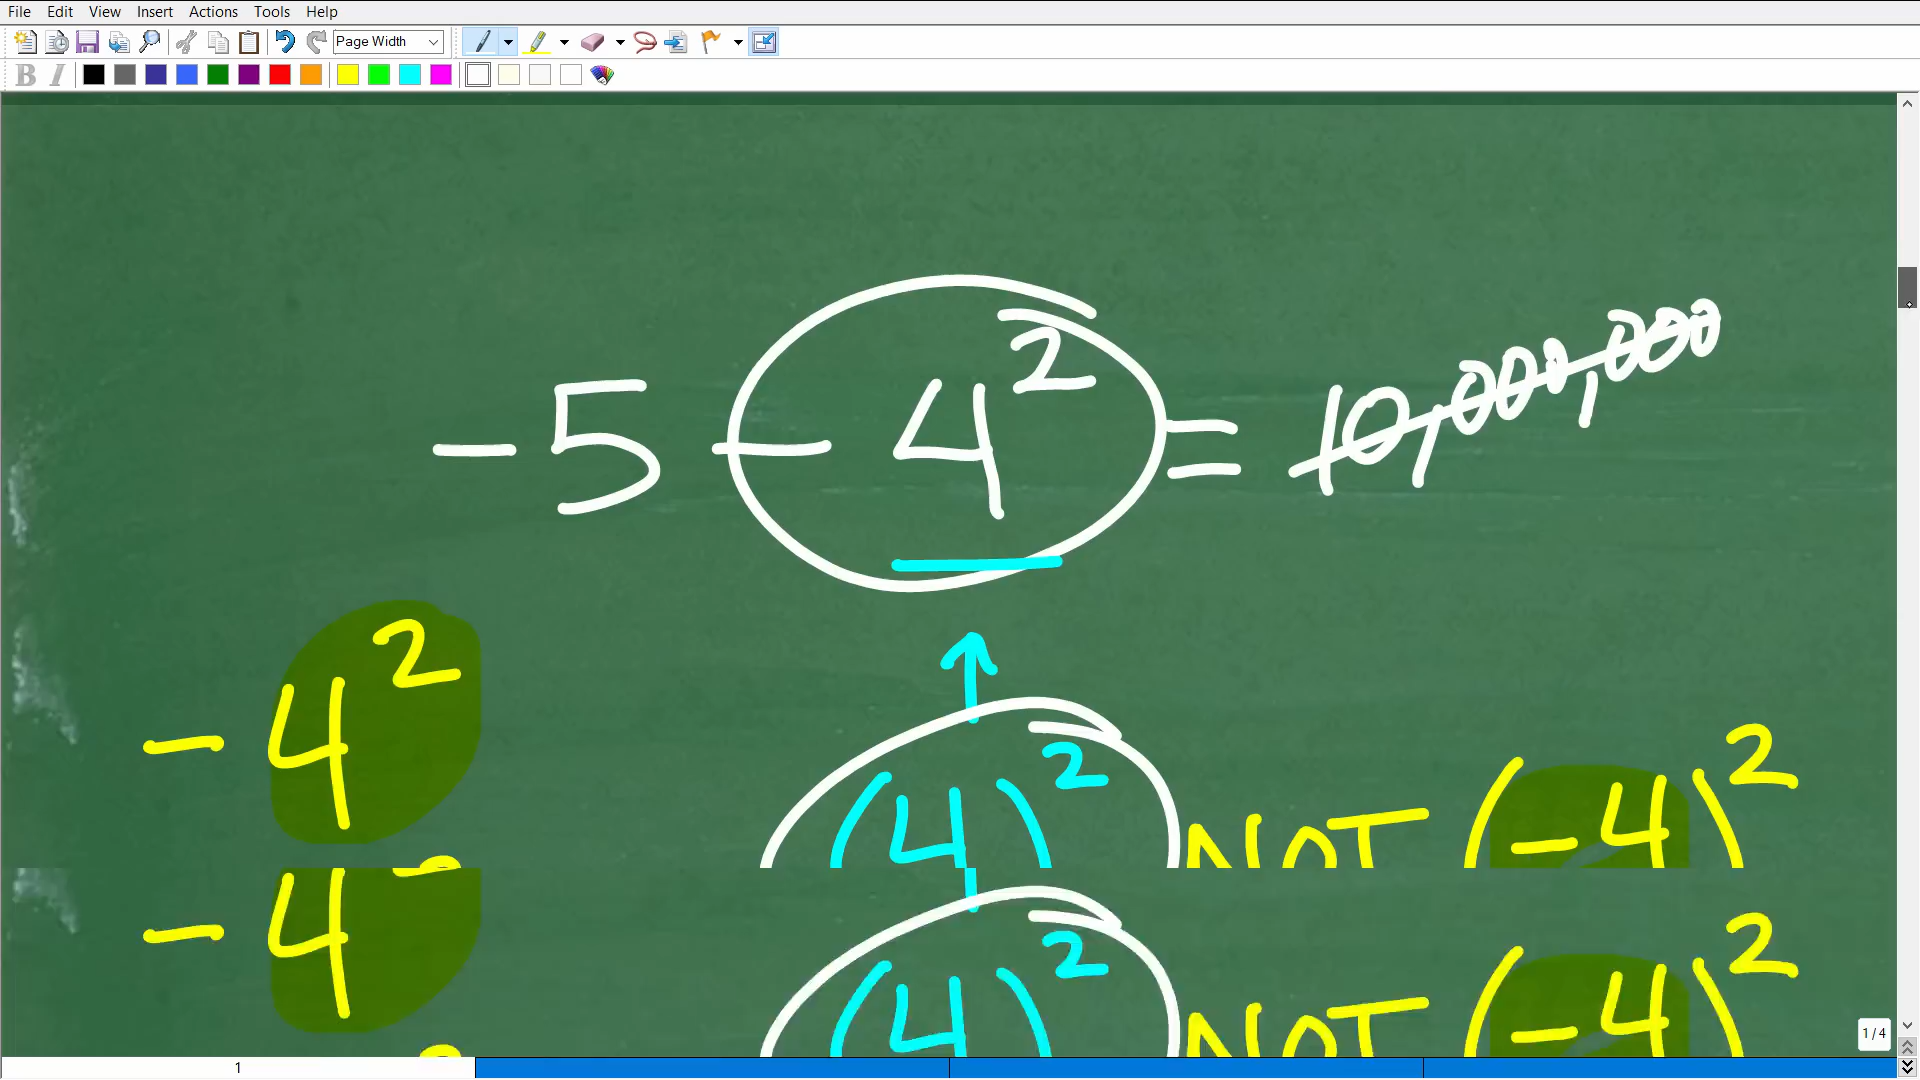 File Edit View Insert Actions Tools Help
Page Width
B I
-5 - 4² = 10,000,000
-4²
(4)² NOT (-4)²
-4
(4)² NOT (-4)²
1 / 4
1